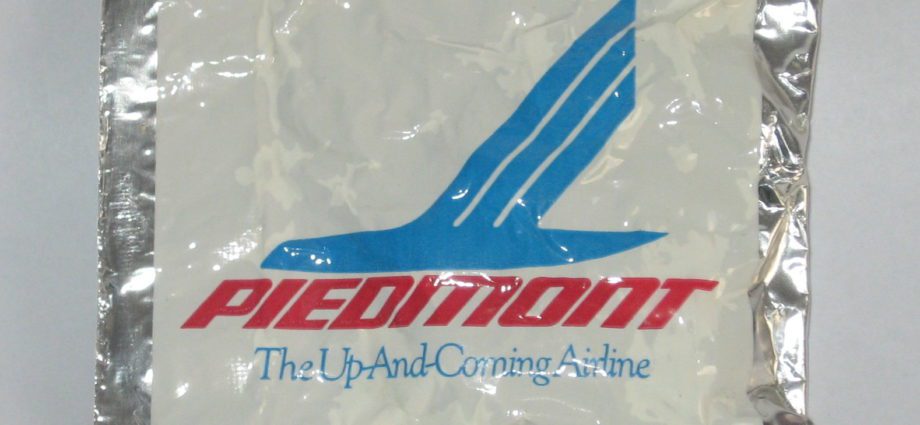 PIEDMONT
The Up-And-Coming Airline